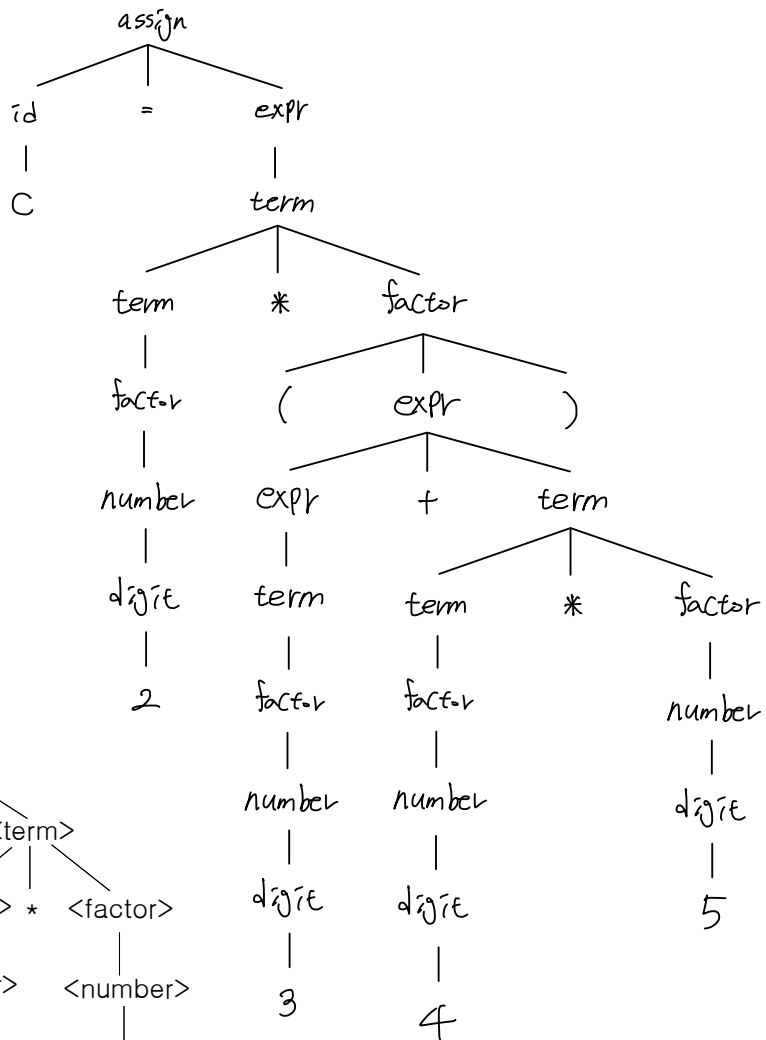 assign
id = expr
C term
term * factor
factor ( expr )
number expr + term
digit term term * factor
2 factor factor number
number number digit
<term>
digit digit 5
> * <factor>
> <number>
3 4